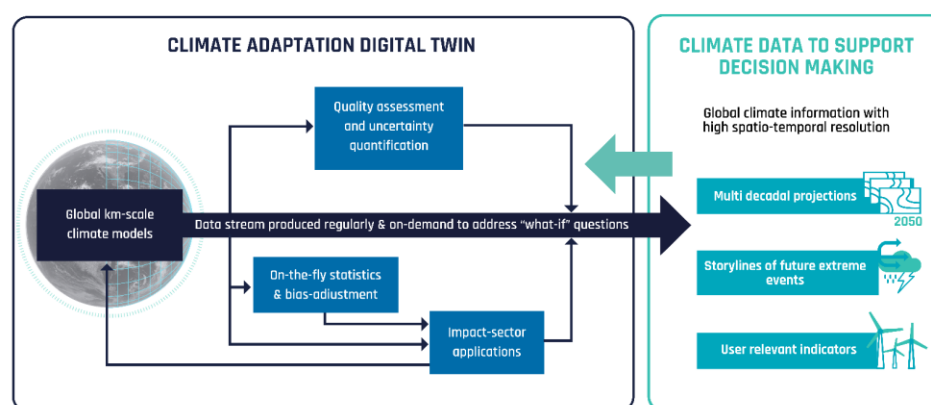 CLIMATE ADAPTATION DIGITAL TWIN
Quality assessment
and uncertainty
quantification
Global km-scale
climate models
Data stream produced regularly & on-demand to address “what-if” questions
On-the-fly statistics
& bias-adjustment
Impact-sector
applications
CLIMATE DATA TO SUPPORT
DECISION MAKING
Global climate information with
high spatio-temporal resolution
Multi decadal projections
2050
Storylines of future extreme
events
User relevant indicators